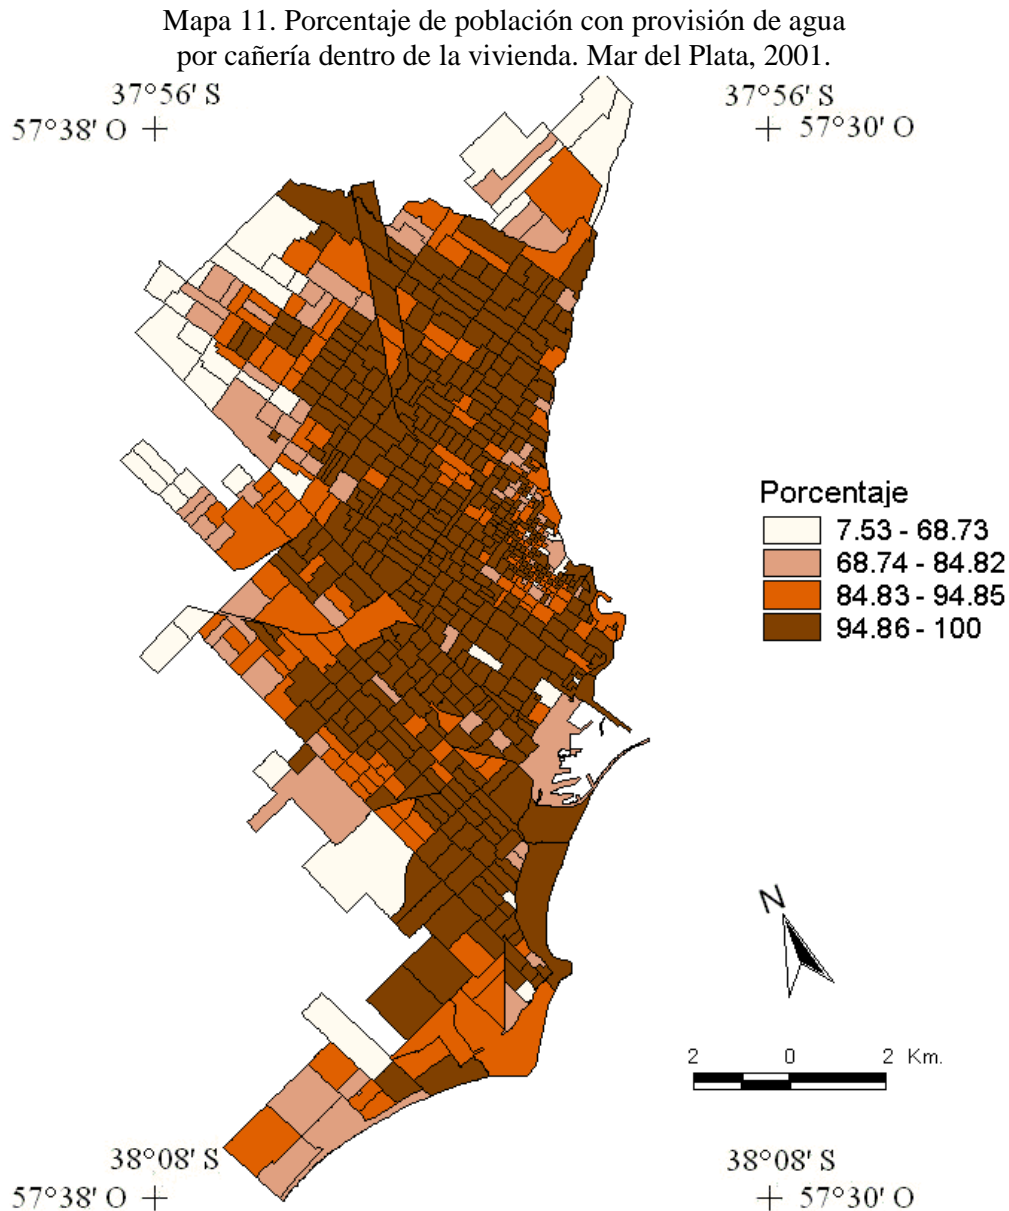 Mapa 11. Porcentaje de población con provisión de agua
por cañería dentro de la vivienda. Mar del Plata, 2001.
37°56' S
37°56' S
57°38' O
57°30' O
Porcentaje
7.53 - 68.73
68.74 - 84.82
84.83 - 94.85
94.86 - 100
N
2 0 2 Km.
38°08' S
38°08' S
57°38' O
57°30' O